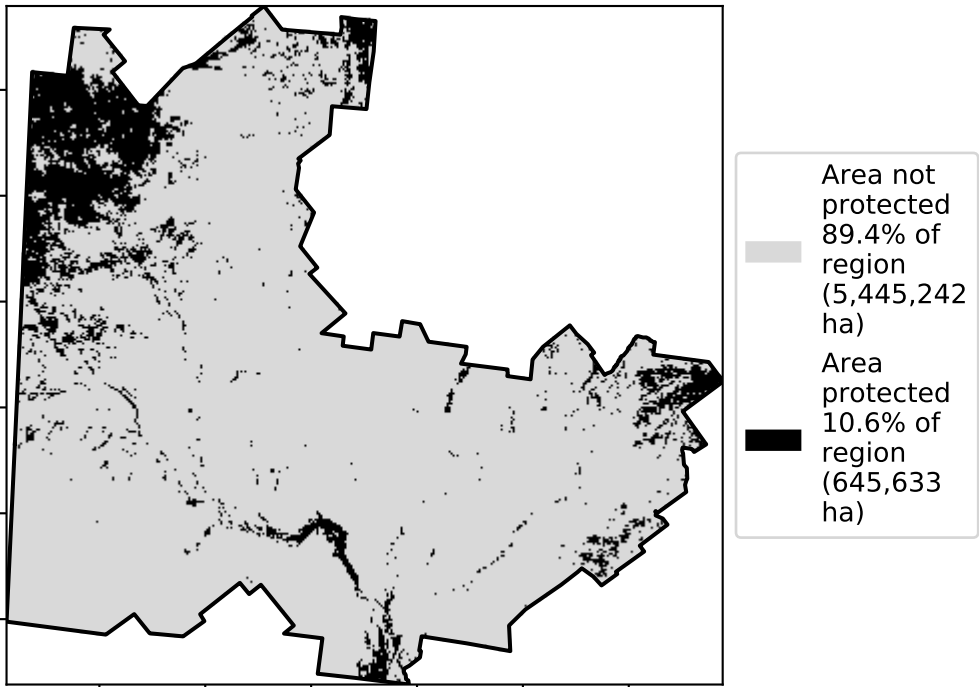 Area not
protected
89.4% of
region
(5,445,242
ha)
Area
protected
10.6% of
region
(645,633
ha)